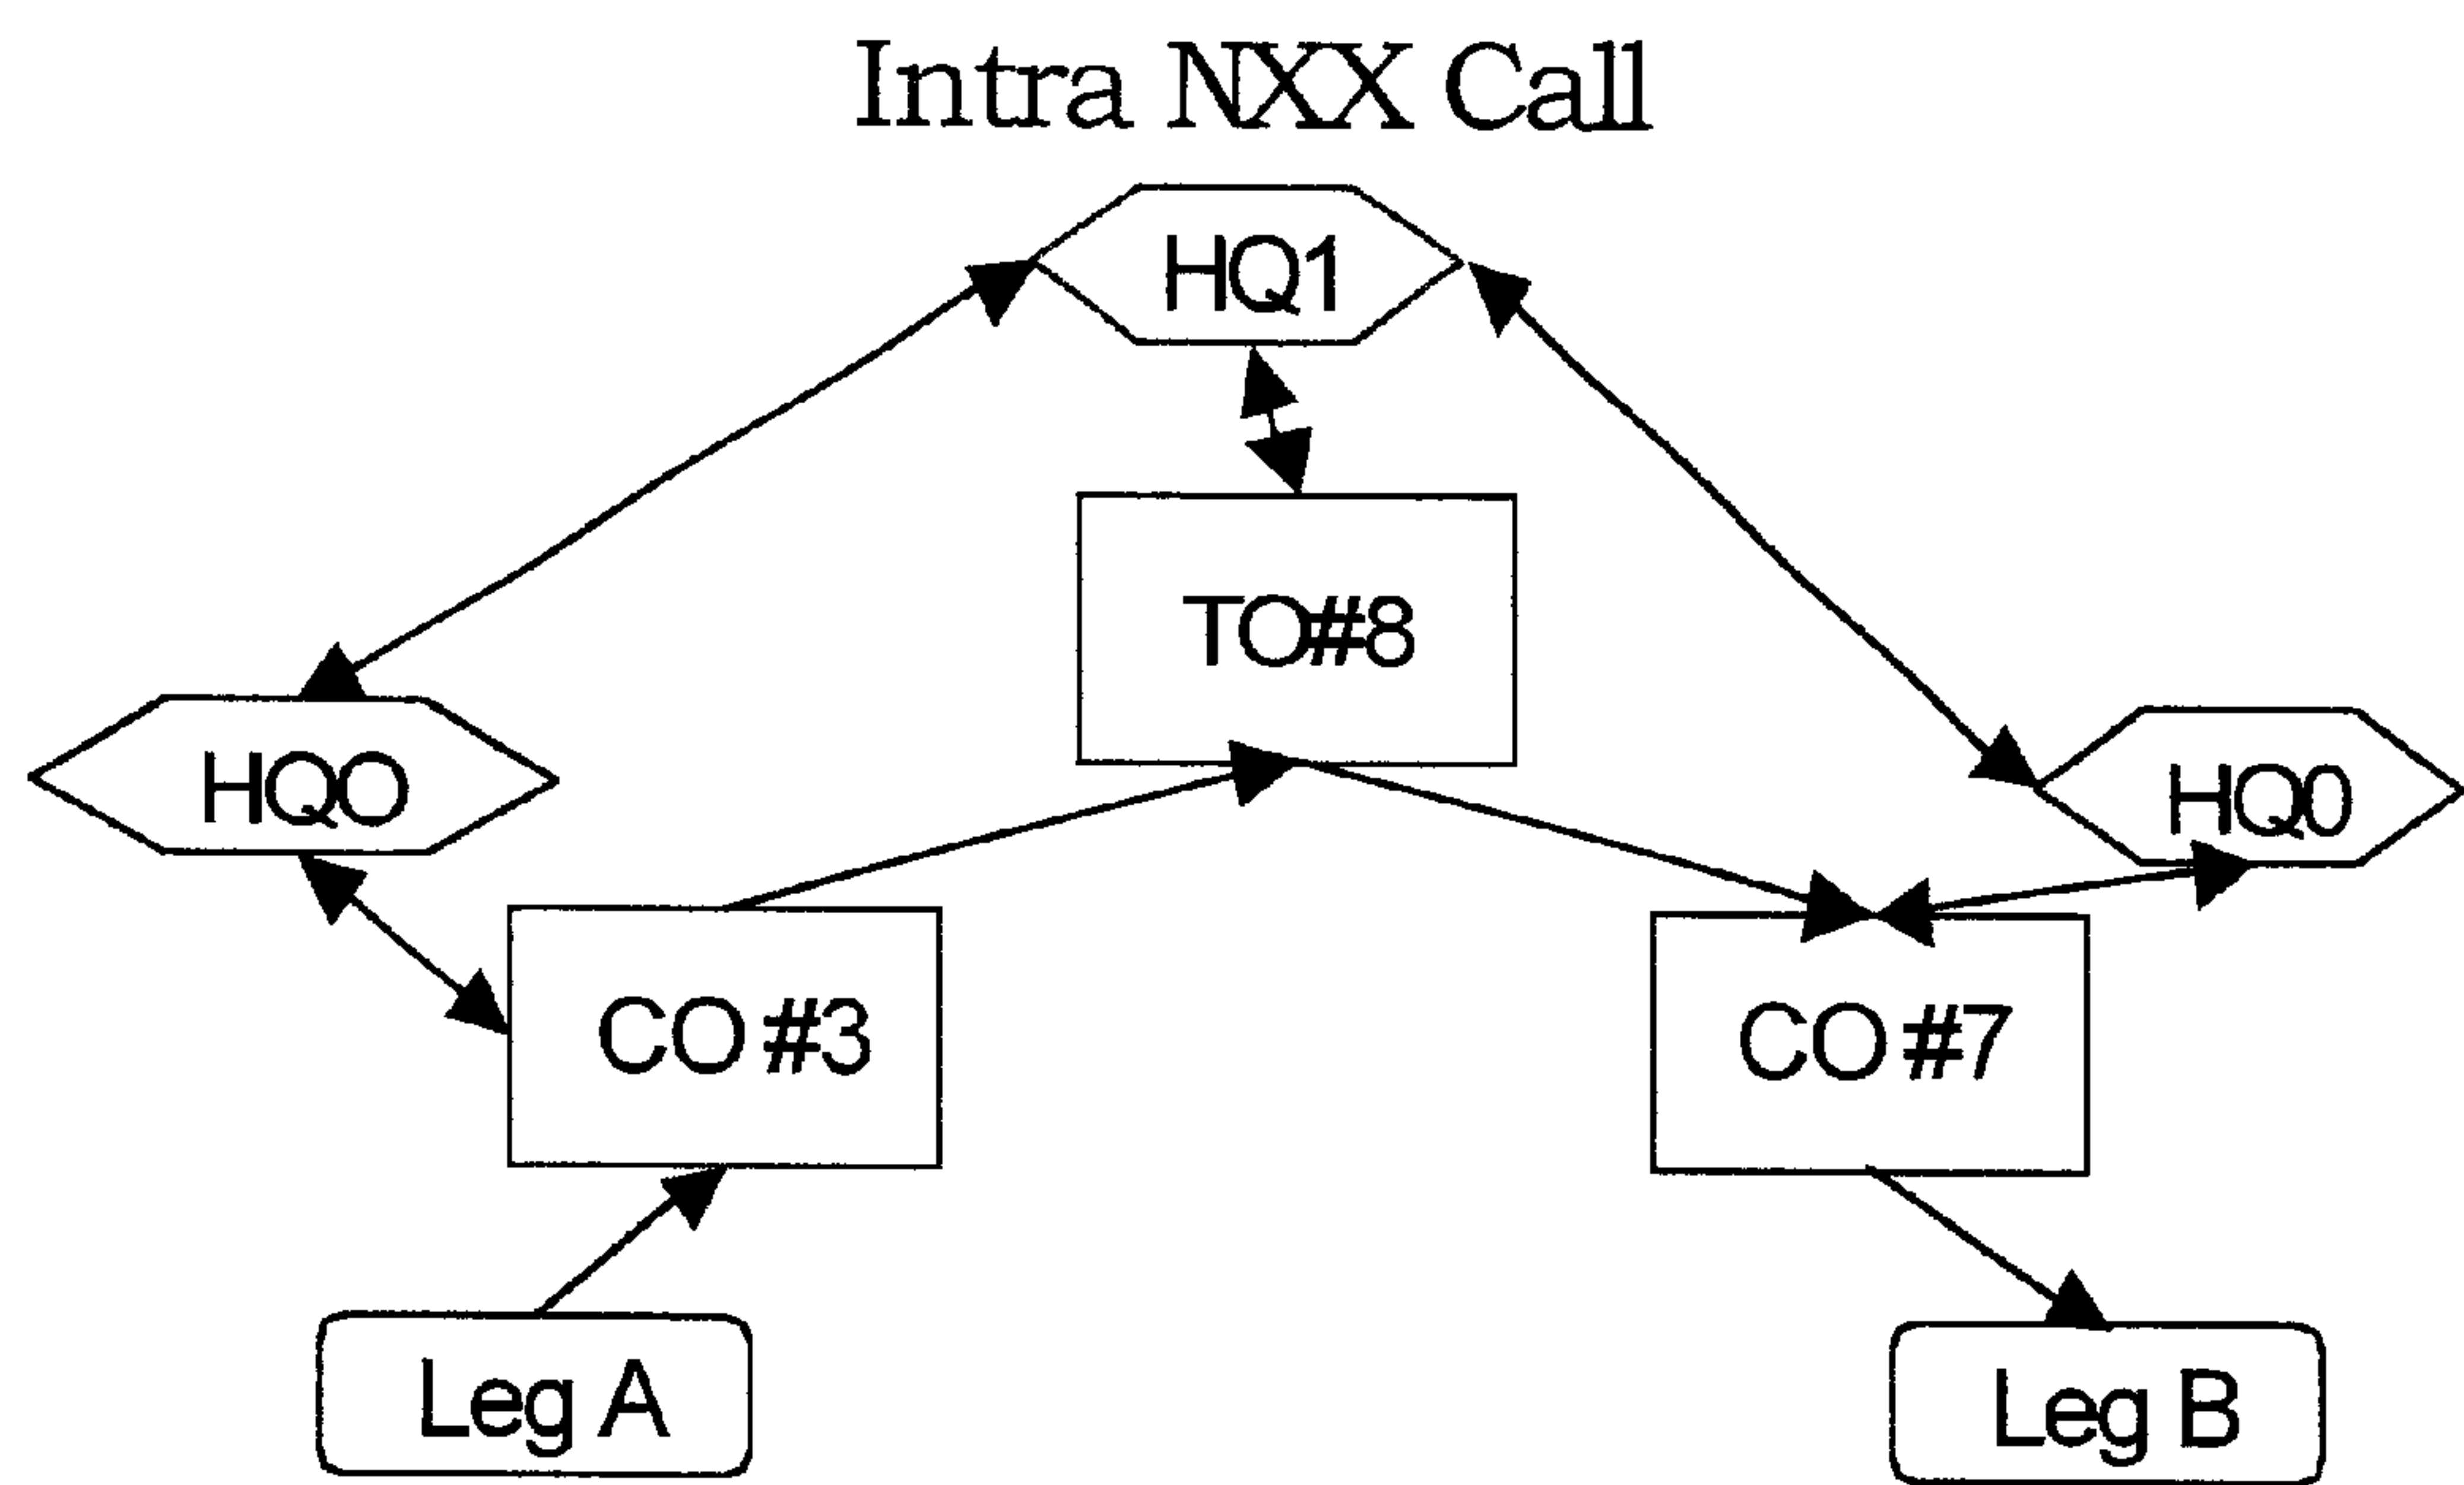 Intra NXX Call
HQ1
TO#8
HQO
HQ0
CO #3
CO #7
Leg A
Leg B